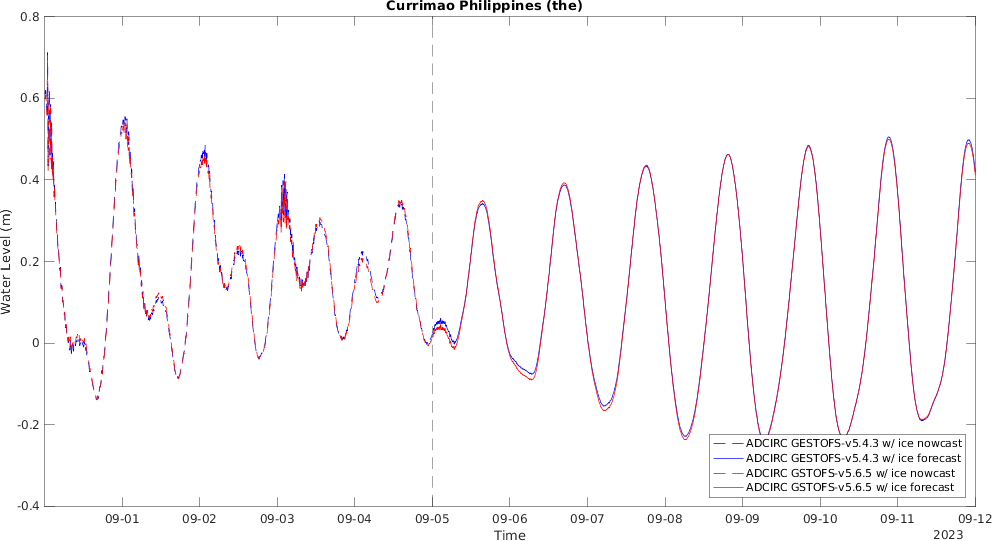 Currimao Philippines (the)
0.8
0.6
0.4
0.2
0
-0.2
-0.4
Water Level (m)
ADCIRC GESTOFS-v5.4.3 w/ ice nowcast
ADCIRC GESTOFS-v5.4.3 w/ ice forecast
ADCIRC GSTOFS-v5.6.5 w/ ice nowcast
ADCIRC GSTOFS-v5.6.5 w/ ice forecast
09-01 09-02 09-03 09-04 09-05 09-06 09-07 09-08 09-09 09-10 09-11 09-12
Time
2023